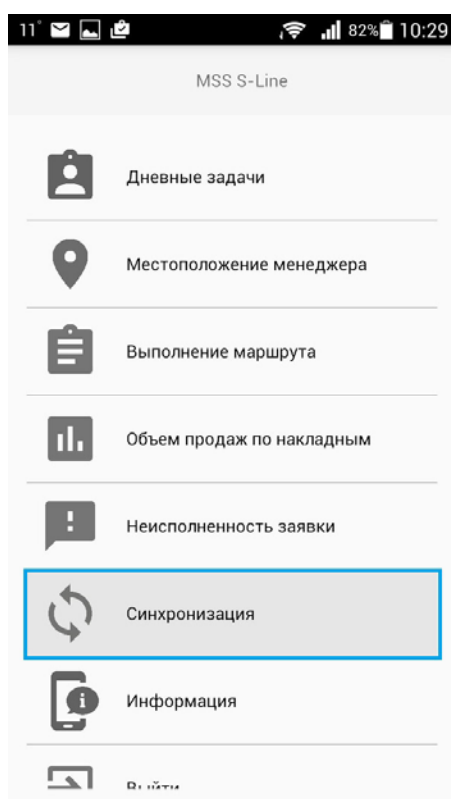 11° 82% 10:29
MSS S-Line
Дневные задачи
Местоположение менеджера
Выполнение маршрута
Объем продаж по накладным
Неисполненность заявки
Синхронизация
Информация
Выйти